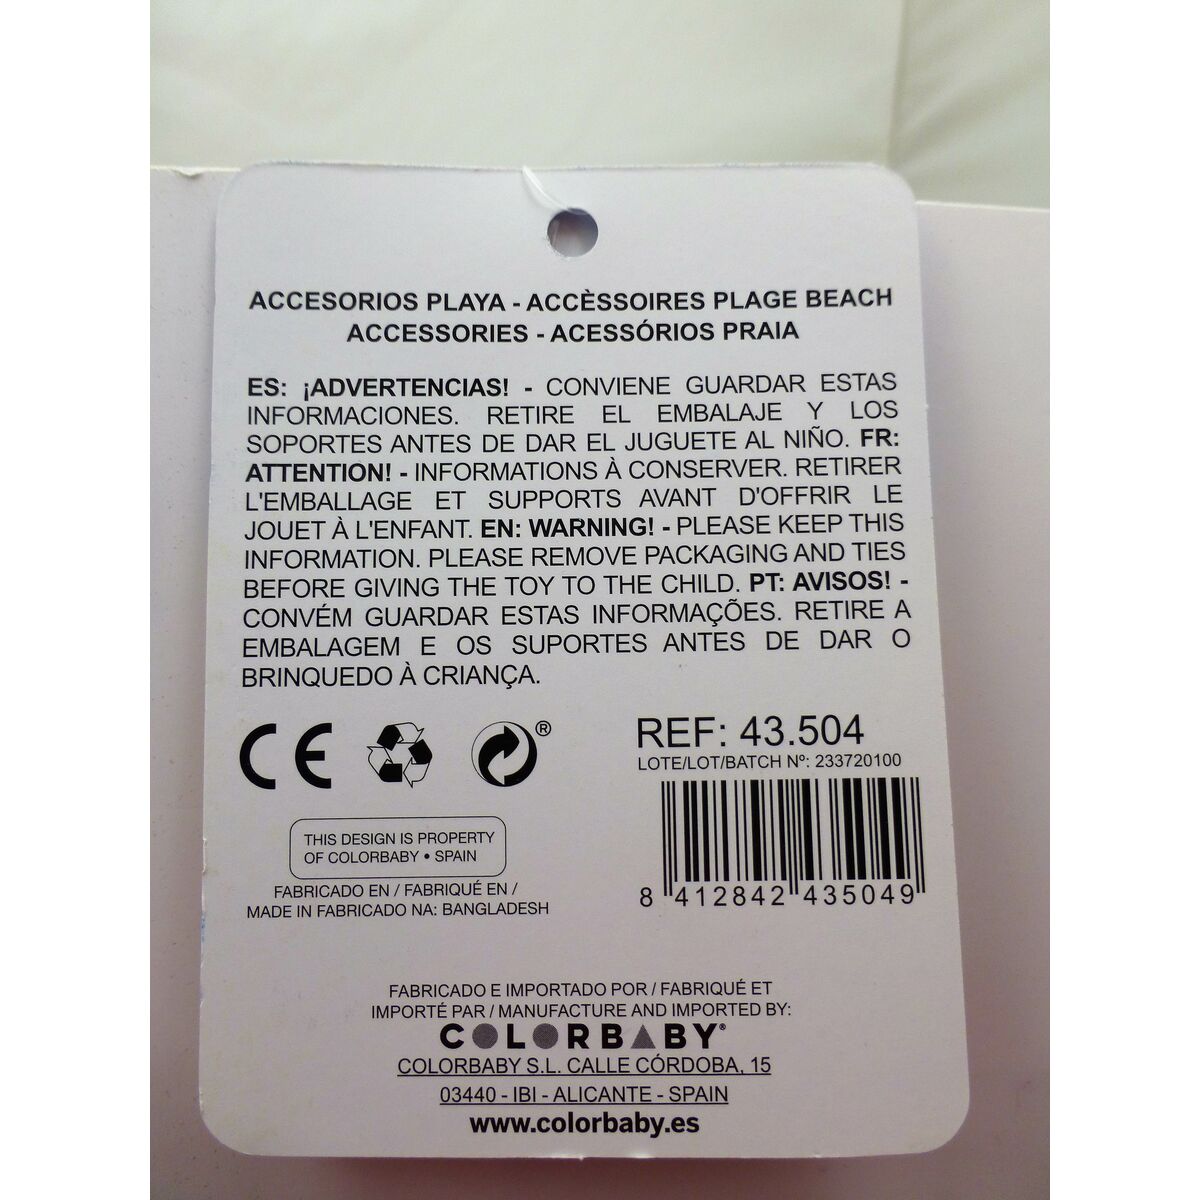 ACCESORIOS PLAYA - ACCÈSSOIRES PLAGE BEACH
ACCESSORIES - ACESSÓRIOS PRAIA
ES: ¡ADVERTENCIAS! - CONVIENE GUARDAR ESTAS
INFORMACIONES. RETIRE EL EMBALAJE Y LOS
SOPORTES ANTES DE DAR EL JUGUETE AL NIÑO. FR:
ATTENTION! - INFORMATIONS À CONSERVER. RETIRER
L'EMBALLAGE ET SUPPORTS AVANT D'OFFRIR LE
JOUET À L'ENFANT. EN: WARNING! - PLEASE KEEP THIS
INFORMATION. PLEASE REMOVE PACKAGING AND TIES
BEFORE GIVING THE TOY TO THE CHILD. PT: AVISOS! -
CONVÉM GUARDAR ESTAS INFORMAÇÕES. RETIRE A
EMBALAGEM E OS SUPORTES ANTES DE DAR O
BRINQUEDO À CRIANÇA.
CE
®
REF: 43.504
LOTE/LOT/BATCH Nº: 233720100
THIS DESIGN IS PROPERTY
OF COLORBABY • SPAIN
FABRICADO EN / FABRIQUÉ EN /
MADE IN FABRICADO NA: BANGLADESH
8 412842 435049
FABRICADO E IMPORTADO POR / FABRIQUÉ ET
IMPORTÉ PAR / MANUFACTURE AND IMPORTED BY:
COLORBABY®
COLORBABY S.L. CALLE CÓRDOBA, 15
03440 - IBI - ALICANTE - SPAIN
www.colorbaby.es